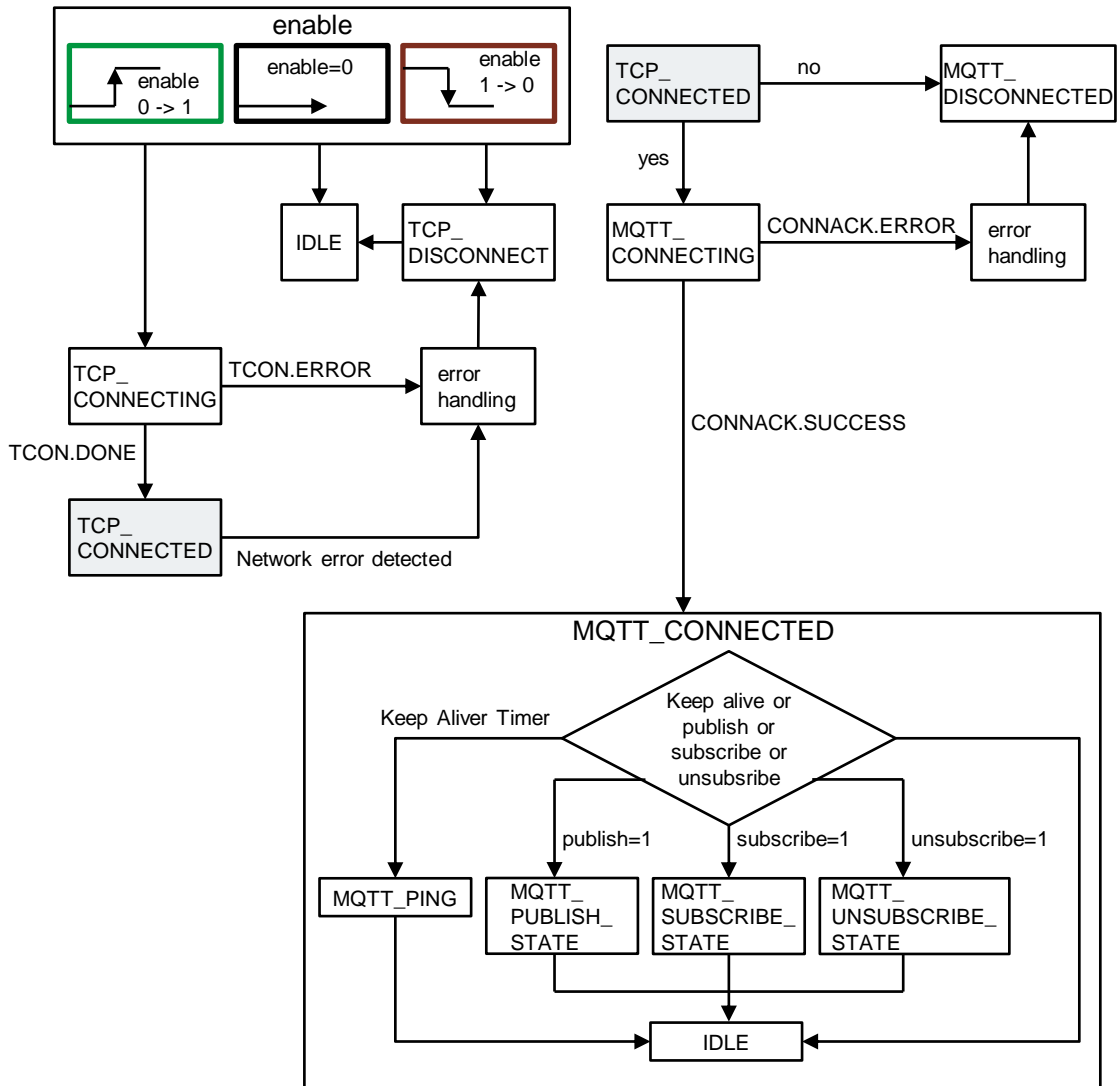 enable
enable
0 -> 1
enable=0
enable
1 -> 0
IDLE
TCP_
DISCONNECT
TCP_
CONNECTING
TCON.ERROR
error
handling
TCON.DONE
TCP_
CONNECTED
Network error detected
TCP_
CONNECTED
no
MQTT_
DISCONNECTED
yes
MQTT_
CONNECTING
CONNACK.ERROR
error
handling
CONNACK.SUCCESS
MQTT_CONNECTED
Keep Aliver Timer
Keep alive or
publish or
subscribe or
unsubsribe
publish=1
subscribe=1
unsubscribe=1
MQTT_PING
MQTT_
PUBLISH_
STATE
MQTT_
SUBSCRIBE_
STATE
MQTT_
UNSUBSCRIBE_
STATE
IDLE